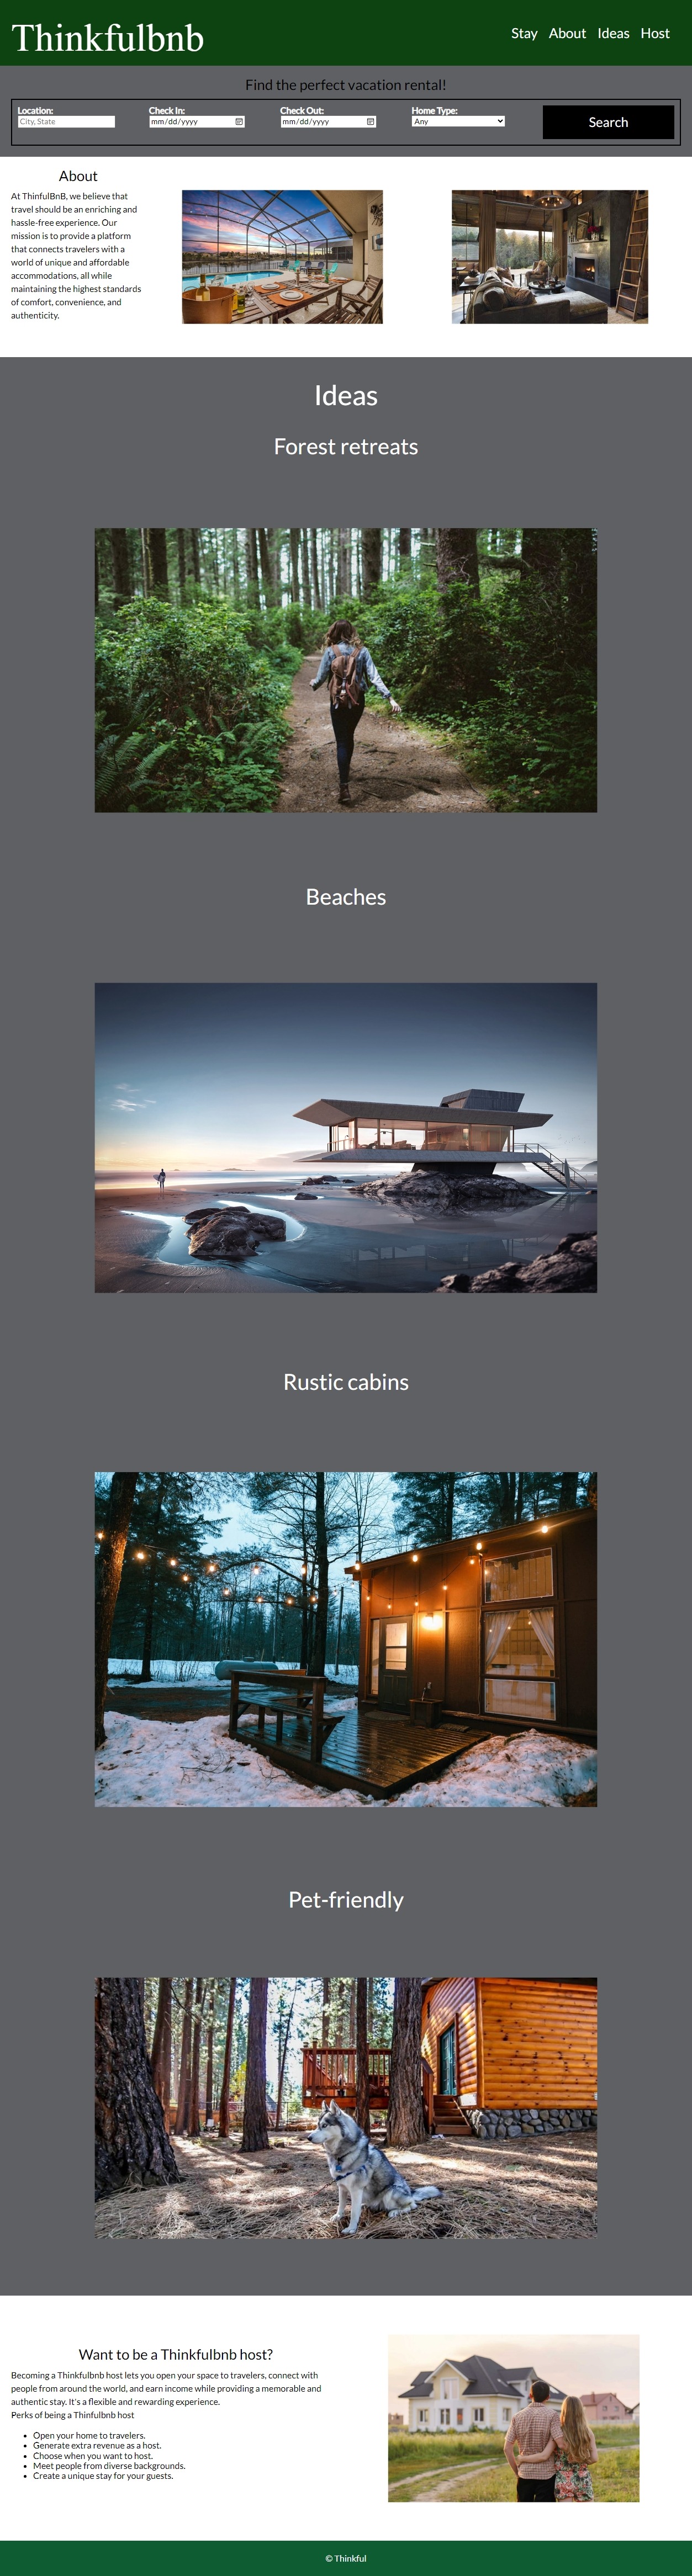 Thinkfulbnb
Stay About Ideas Host
Find the perfect vacation rental!
Location: Check In: Check Out: Home Type:
City, State mm/dd/yyyy mm/dd/yyyy Any Search
About
At ThinfulBnB, we believe that
travel should be an enriching and
hassle-free experience. Our
mission is to provide a platform
that connects travelers with a
world of unique and affordable
accommodations, all while
maintaining the highest standards
of comfort, convenience, and
authenticity.
Ideas
Forest retreats
Beaches
Rustic cabins
Pet-friendly
Want to be a Thinkfulbnb host?
Becoming a Thinkfulbnb host lets you open your space to travelers, connect with
people from around the world, and earn income while providing a memorable and
authentic stay. It's a flexible and rewarding experience.
Perks of being a Thinfulbnb host
• Open your home to travelers.
• Generate extra revenue as a host.
• Choose when you want to host.
• Meet people from diverse backgrounds.
• Create a unique stay for your guests.
© Thinkful